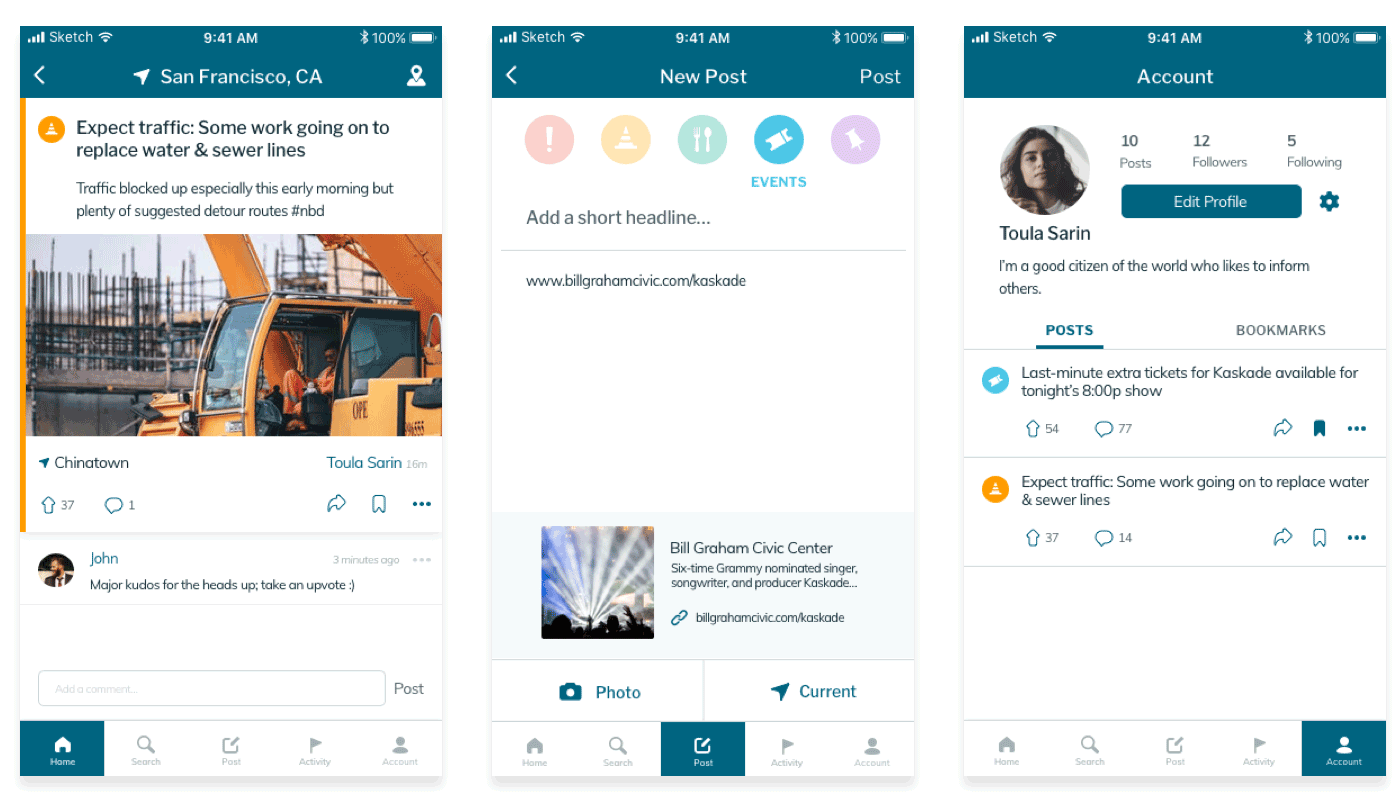 Sketch 9:41 AM 100%
San Francisco, CA
Expect traffic: Some work going on to
replace water & sewer lines
Traffic blocked up especially this early morning but
plenty of suggested detour routes #nbd
OPE
Chinatown Toula Sarin 16m
37 1
John 3 minutes ago
Major kudos for the heads up; take an upvote :)
Add a comment... Post
Home Search Post Activity Account
Sketch 9:41 AM 100%
New Post Post
EVENTS
Add a short headline...
www.billgrahamcivic.com/kaskade
Bill Graham Civic Center
Six-time Grammy nominated singer,
songwriter, and producer Kaskade...
billgrahamcivic.com/kaskade
Photo Current
Home Search Post Activity Account
Sketch 9:41 AM 100%
Account
10 12 5
Posts Followers Following
Edit Profile
Toula Sarin
I'm a good citizen of the world who likes to inform
others.
POSTS BOOKMARKS
Last-minute extra tickets for Kaskade available for
tonight's 8:00p show
54 77
Expect traffic: Some work going on to replace water
& sewer lines
37 14
Home Search Post Activity Account